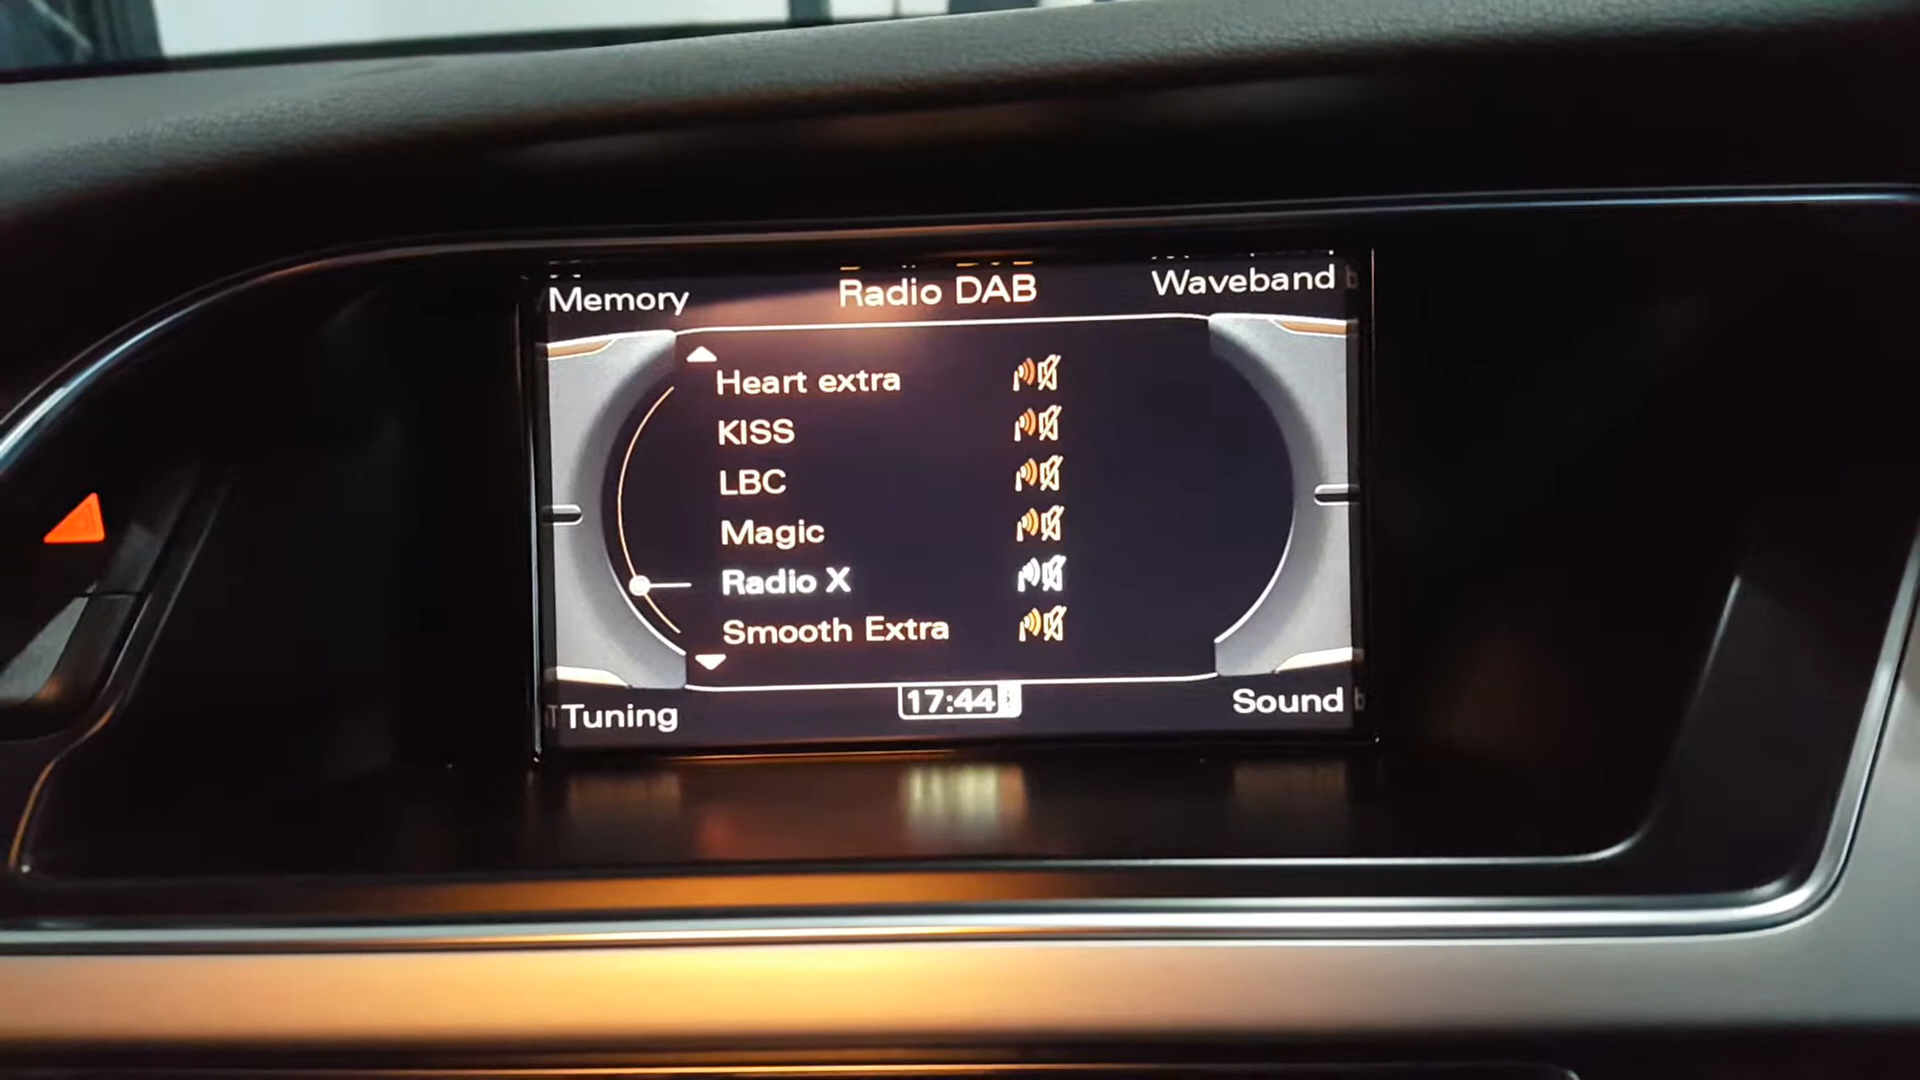 Memory
Radio DAB
Waveband
Heart extra
KISS
LBC
Magic
Radio X
Smooth Extra
Tuning
17:44
Sound